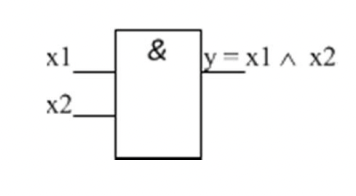 x1
&
y = x1 ∧ x2
x2